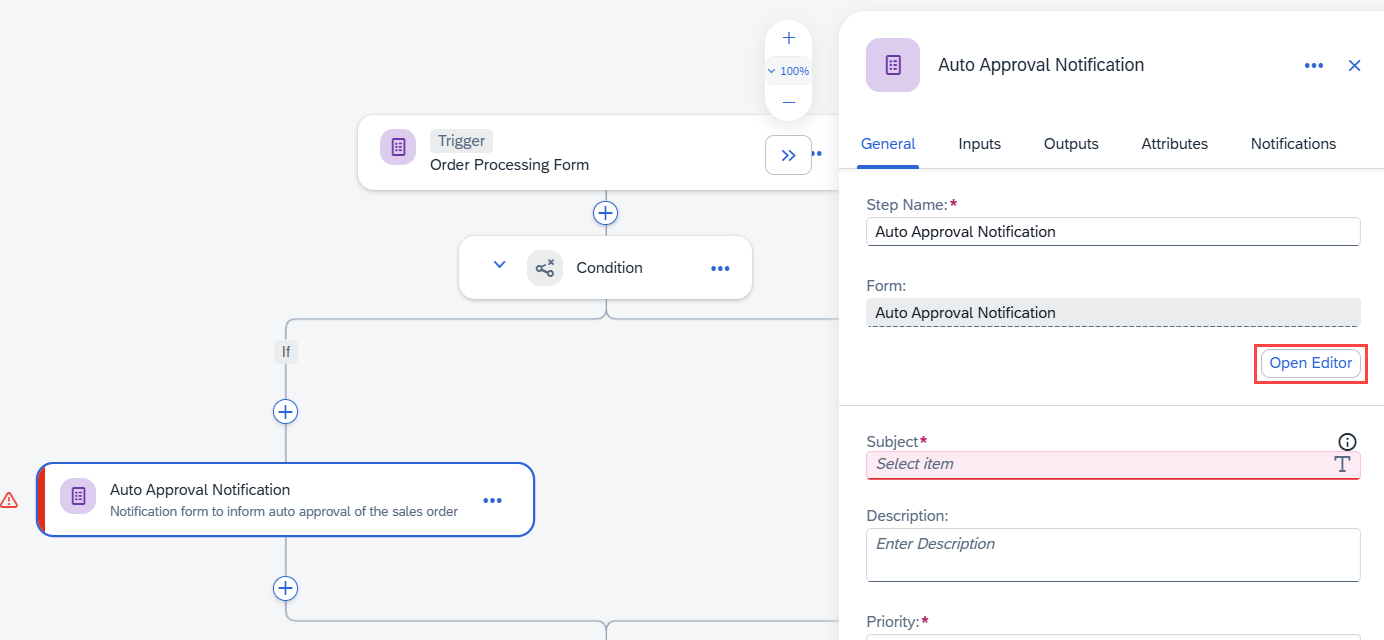 100%
Trigger
Order Processing Form
Condition
If
Auto Approval Notification
Notification form to inform auto approval of the sales order
Auto Approval Notification
General Inputs Outputs Attributes Notifications
Step Name:*
Auto Approval Notification
Form:
Auto Approval Notification
Open Editor
Subject*
Select item
Description:
Enter Description
Priority:*